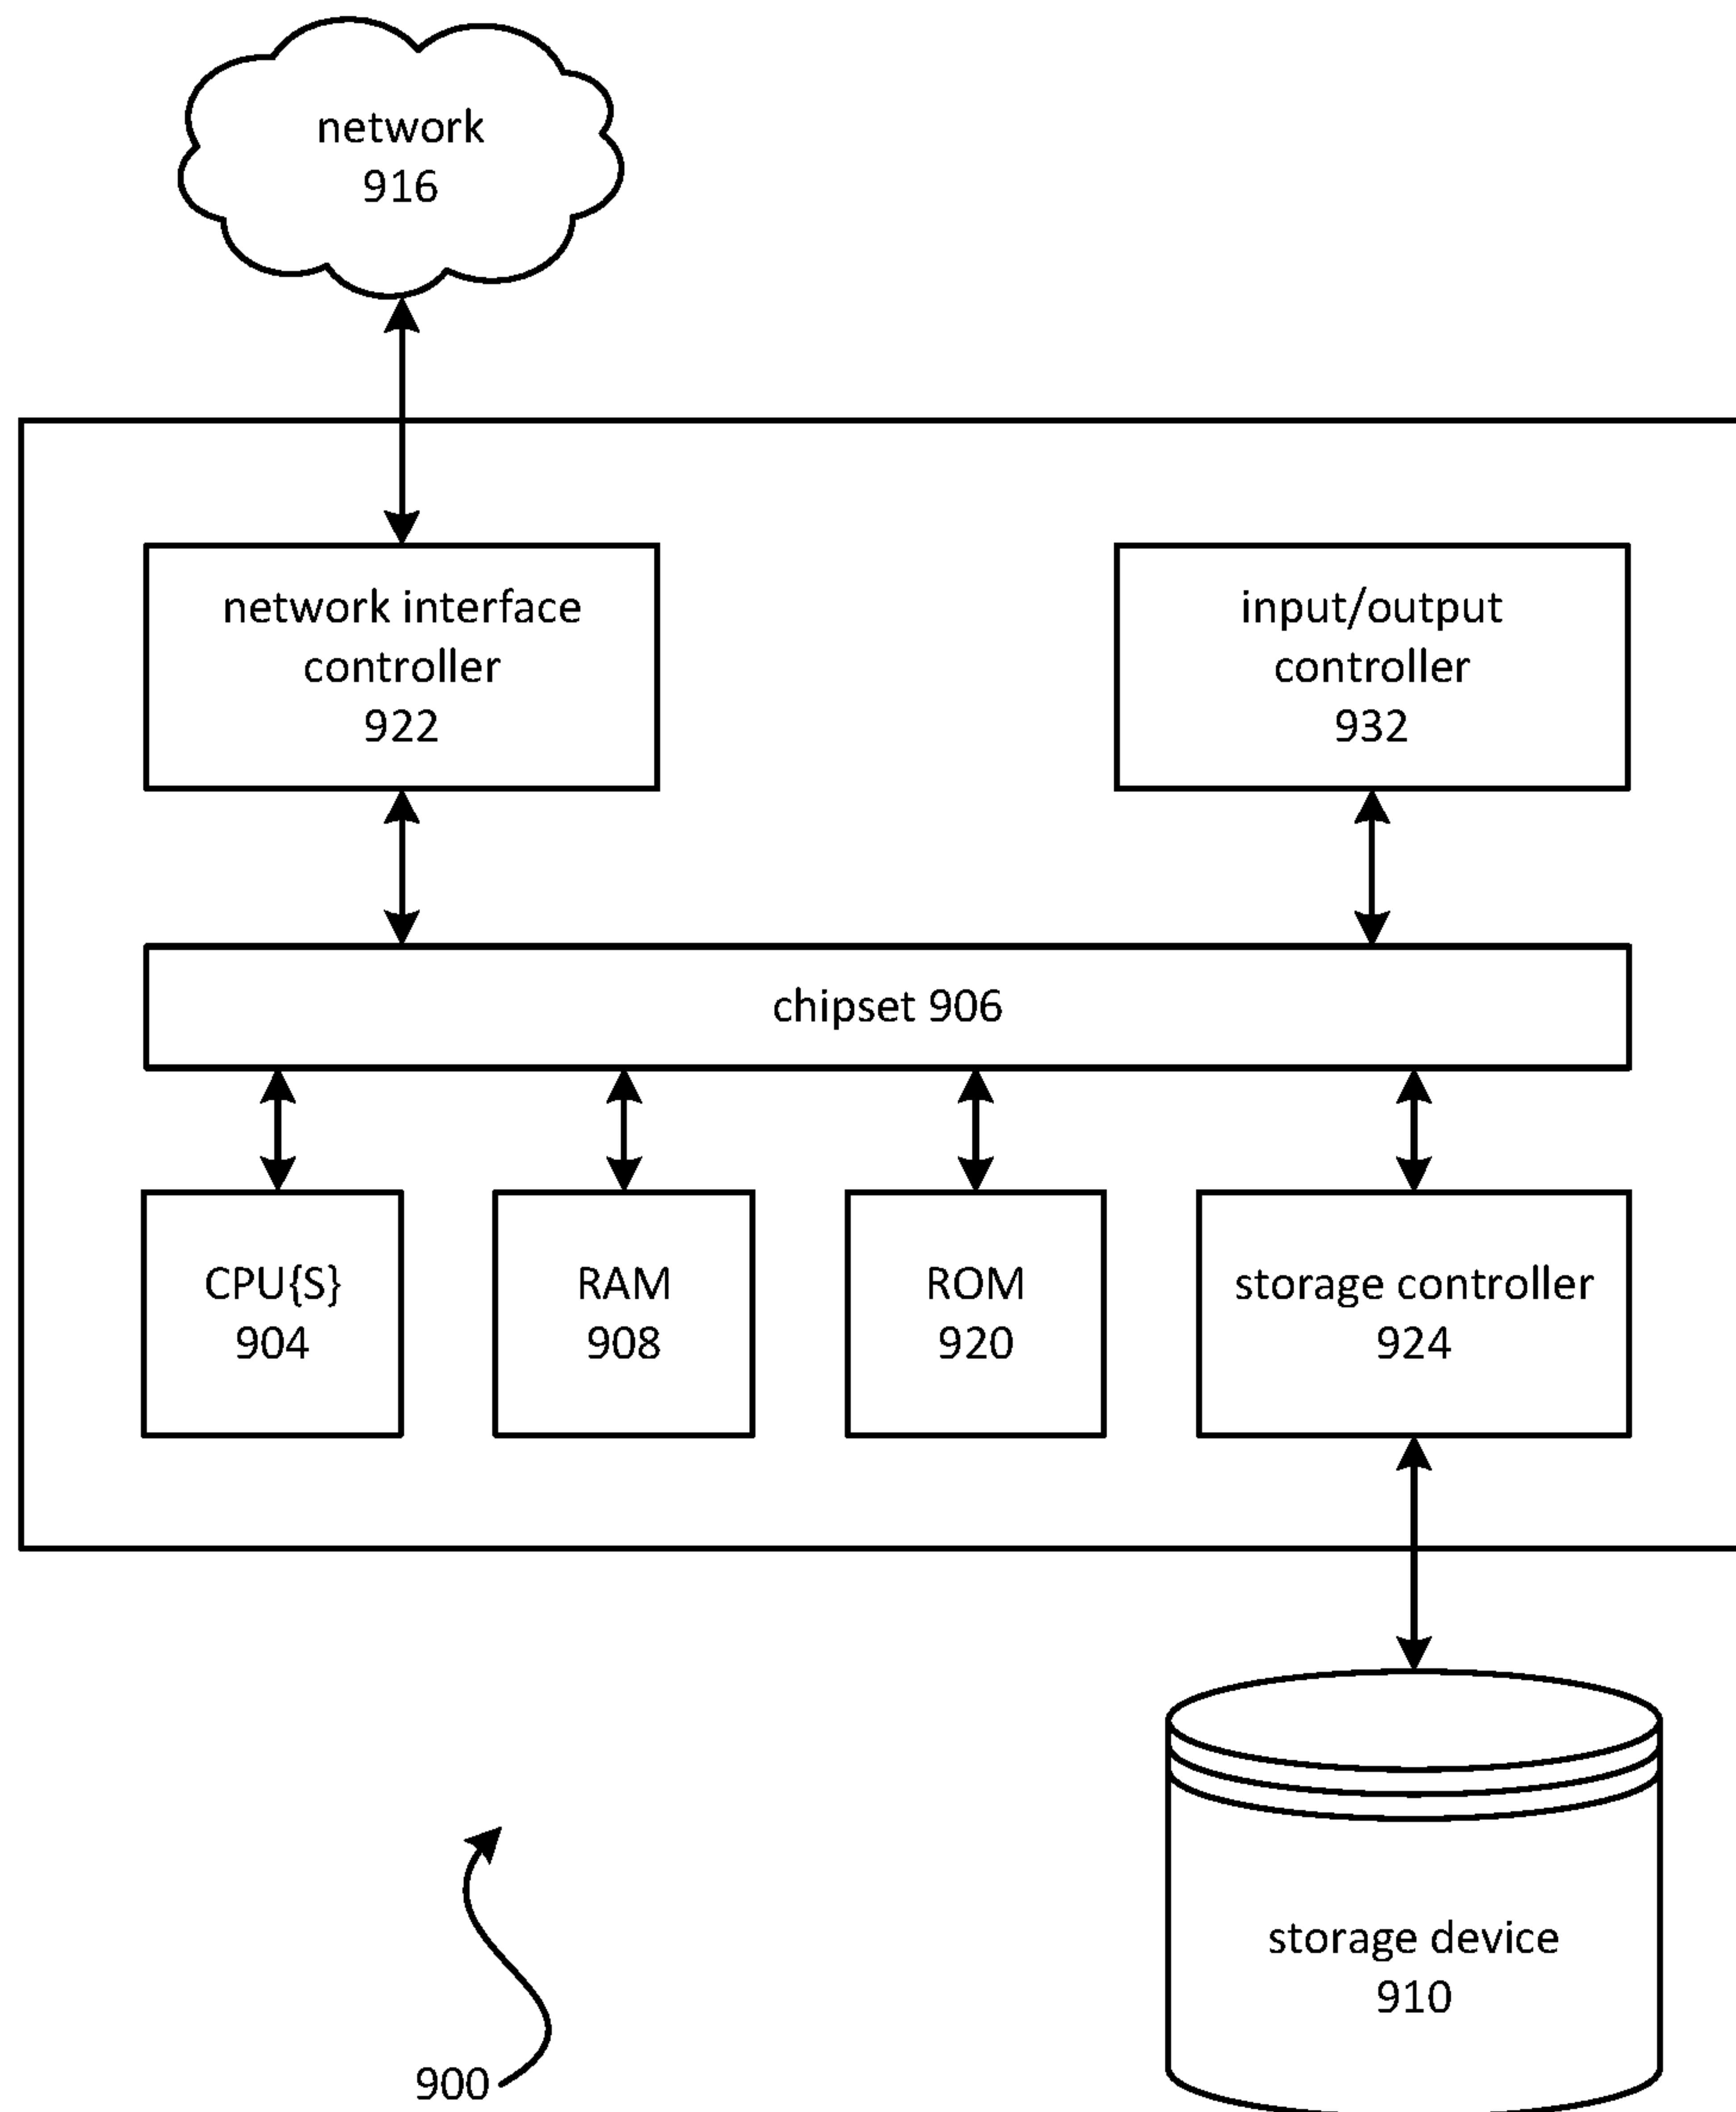 network
916
network interface
controller
922
input/output
controller
932
chipset 906
CPU{S}
904
RAM
908
ROM
920
storage controller
924
storage device
910
900